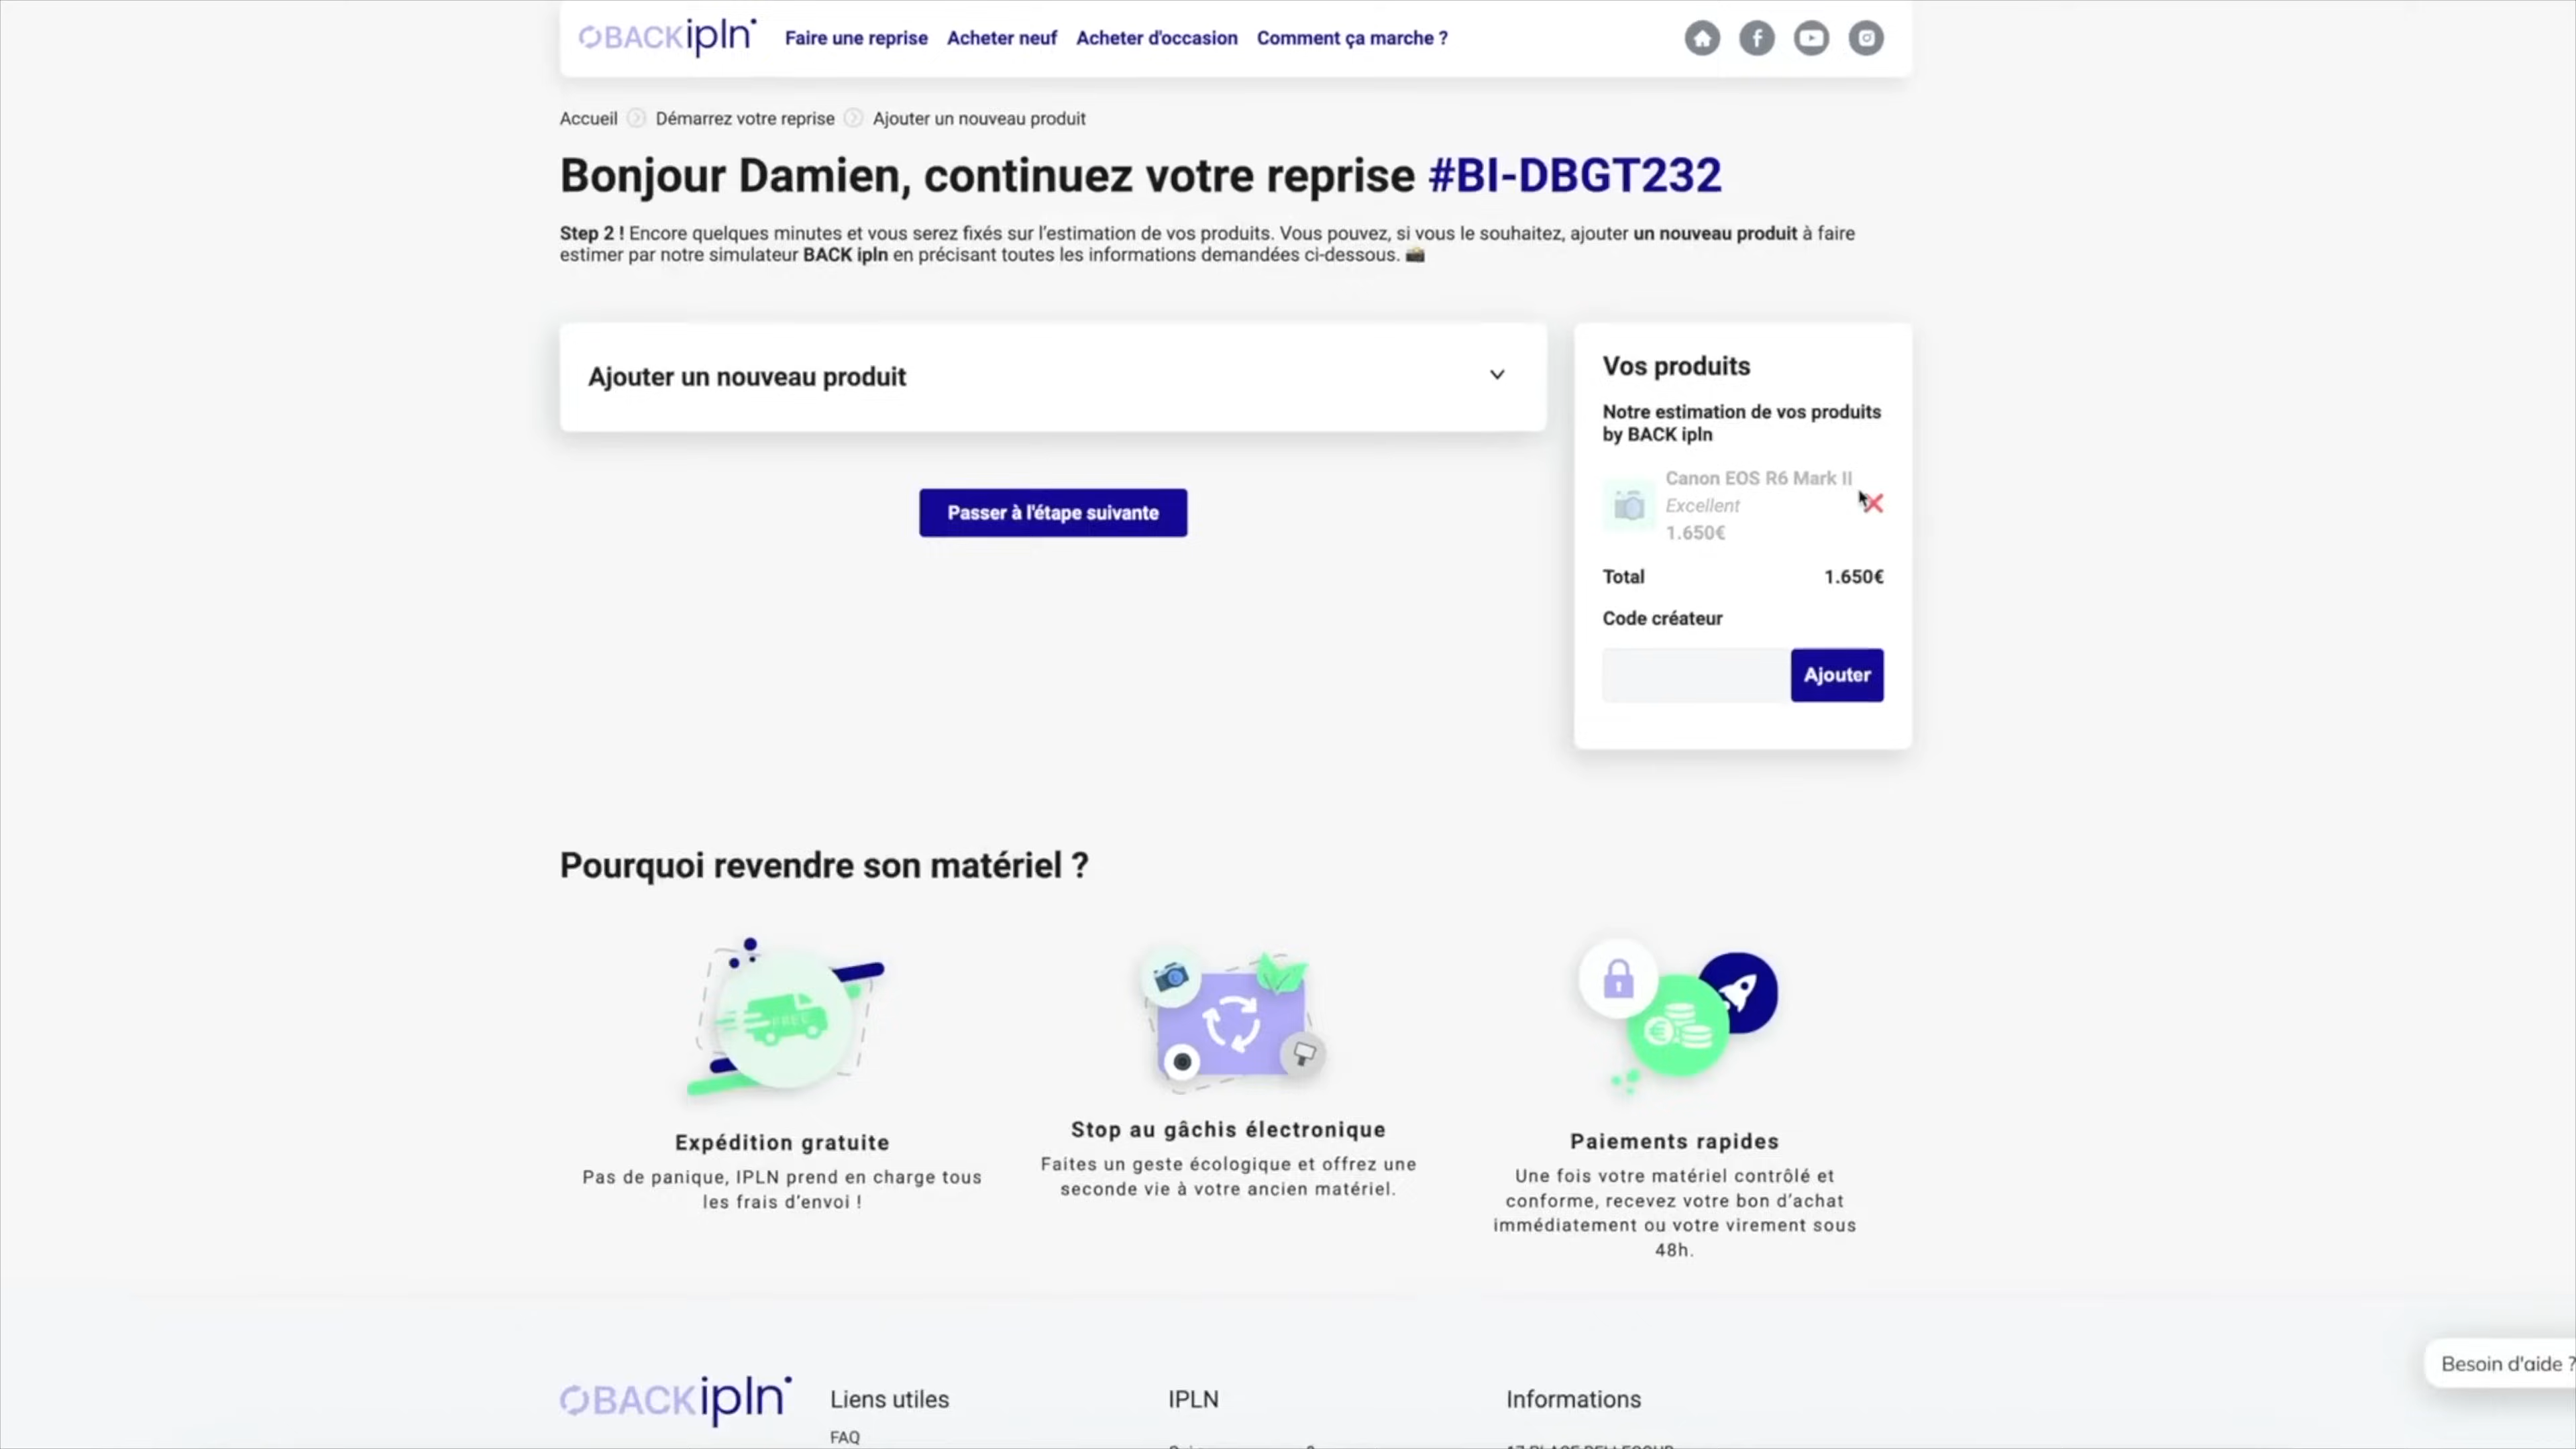 BACKipln
Faire une reprise
Acheter neuf
Acheter d'occasion
Comment ça marche ?
Accueil
Démarrez votre reprise
Ajouter un nouveau produit
Bonjour Damien, continuez votre reprise #BI-DBGT232
Step 2 ! Encore quelques minutes et vous serez fixés sur l’estimation de vos produits. Vous pouvez, si vous le souhaitez, ajouter un nouveau produit à faire
estimer par notre simulateur BACK ipln en précisant toutes les informations demandées ci-dessous. 📸
Ajouter un nouveau produit
Passer à l'étape suivante
Vos produits
Notre estimation de vos produits
by BACK ipln
Canon EOS R6 Mark II
Excellent
1.650€
Total
1.650€
Code créateur
Ajouter
Pourquoi revendre son matériel ?
FREE
Expédition gratuite
Pas de panique, IPLN prend en charge tous
les frais d’envoi !
Stop au gâchis électronique
Faites un geste écologique et offrez une
seconde vie à votre ancien matériel.
Paiements rapides
Une fois votre matériel contrôlé et
conforme, recevez votre bon d’achat
immédiatement ou votre virement sous
48h.
Besoin d'aide ?
BACKipln
Liens utiles
FAQ
IPLN
Informations